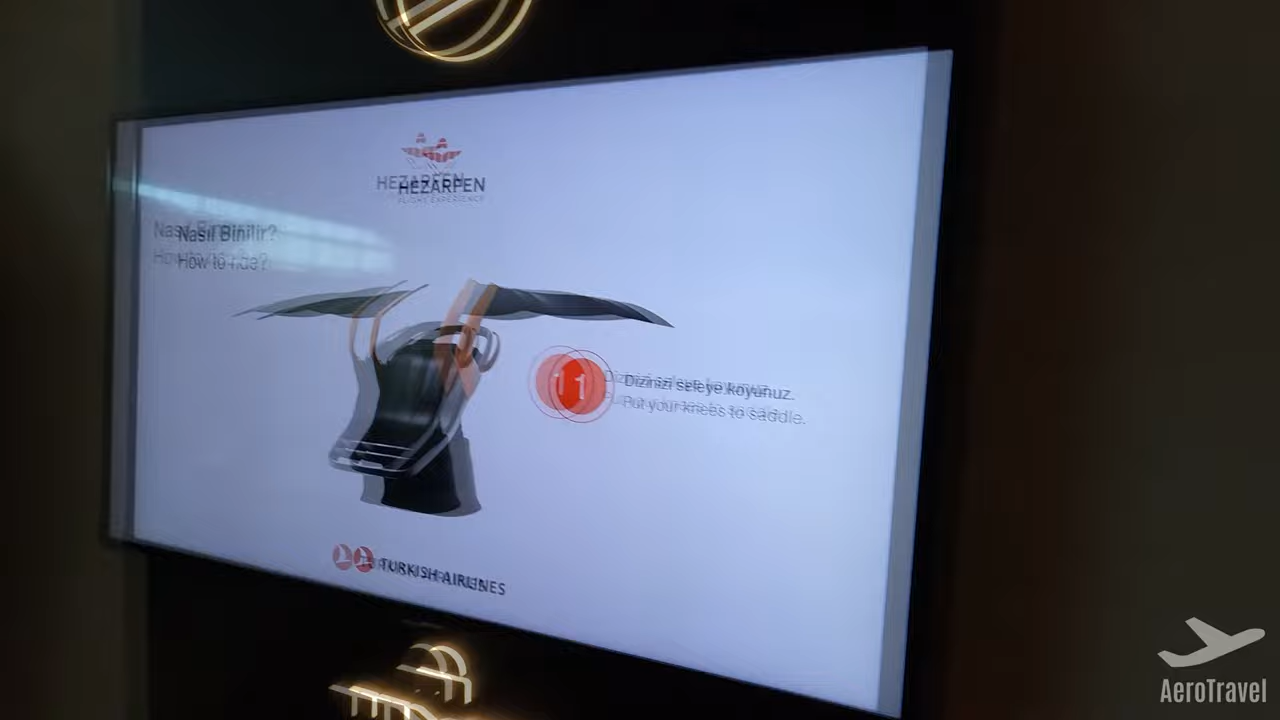 HEZARFEN
FLIGHT EXPERIENCE
Nasıl Binilir?
How to ride?
1
Dizinizi seleye koyunuz.
Put your knees to saddle.
TURKISH AIRLINES
AeroTravel